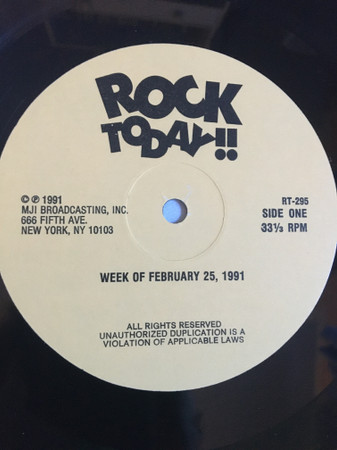 ROCK
TODAY!!
© ℗ 1991
MJI BROADCASTING, INC.
666 FIFTH AVE.
NEW YORK, NY 10103
RT-295
SIDE ONE
33⅓ RPM
WEEK OF FEBRUARY 25, 1991
ALL RIGHTS RESERVED
UNAUTHORIZED DUPLICATION IS A
VIOLATION OF APPLICABLE LAWS